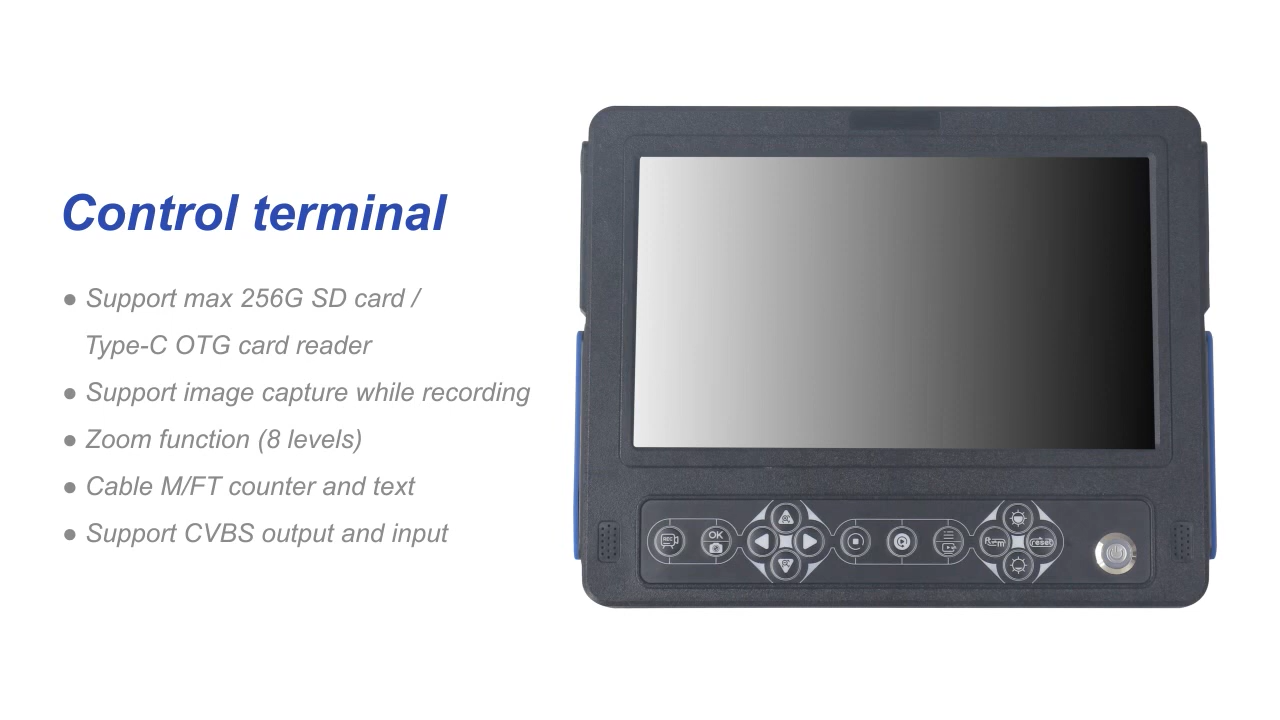 Control terminal
● Support max 256G SD card /
Type-C OTG card reader
● Support image capture while recording
● Zoom function (8 levels)
● Cable M/FT counter and text
● Support CVBS output and input
REC
OK
reset